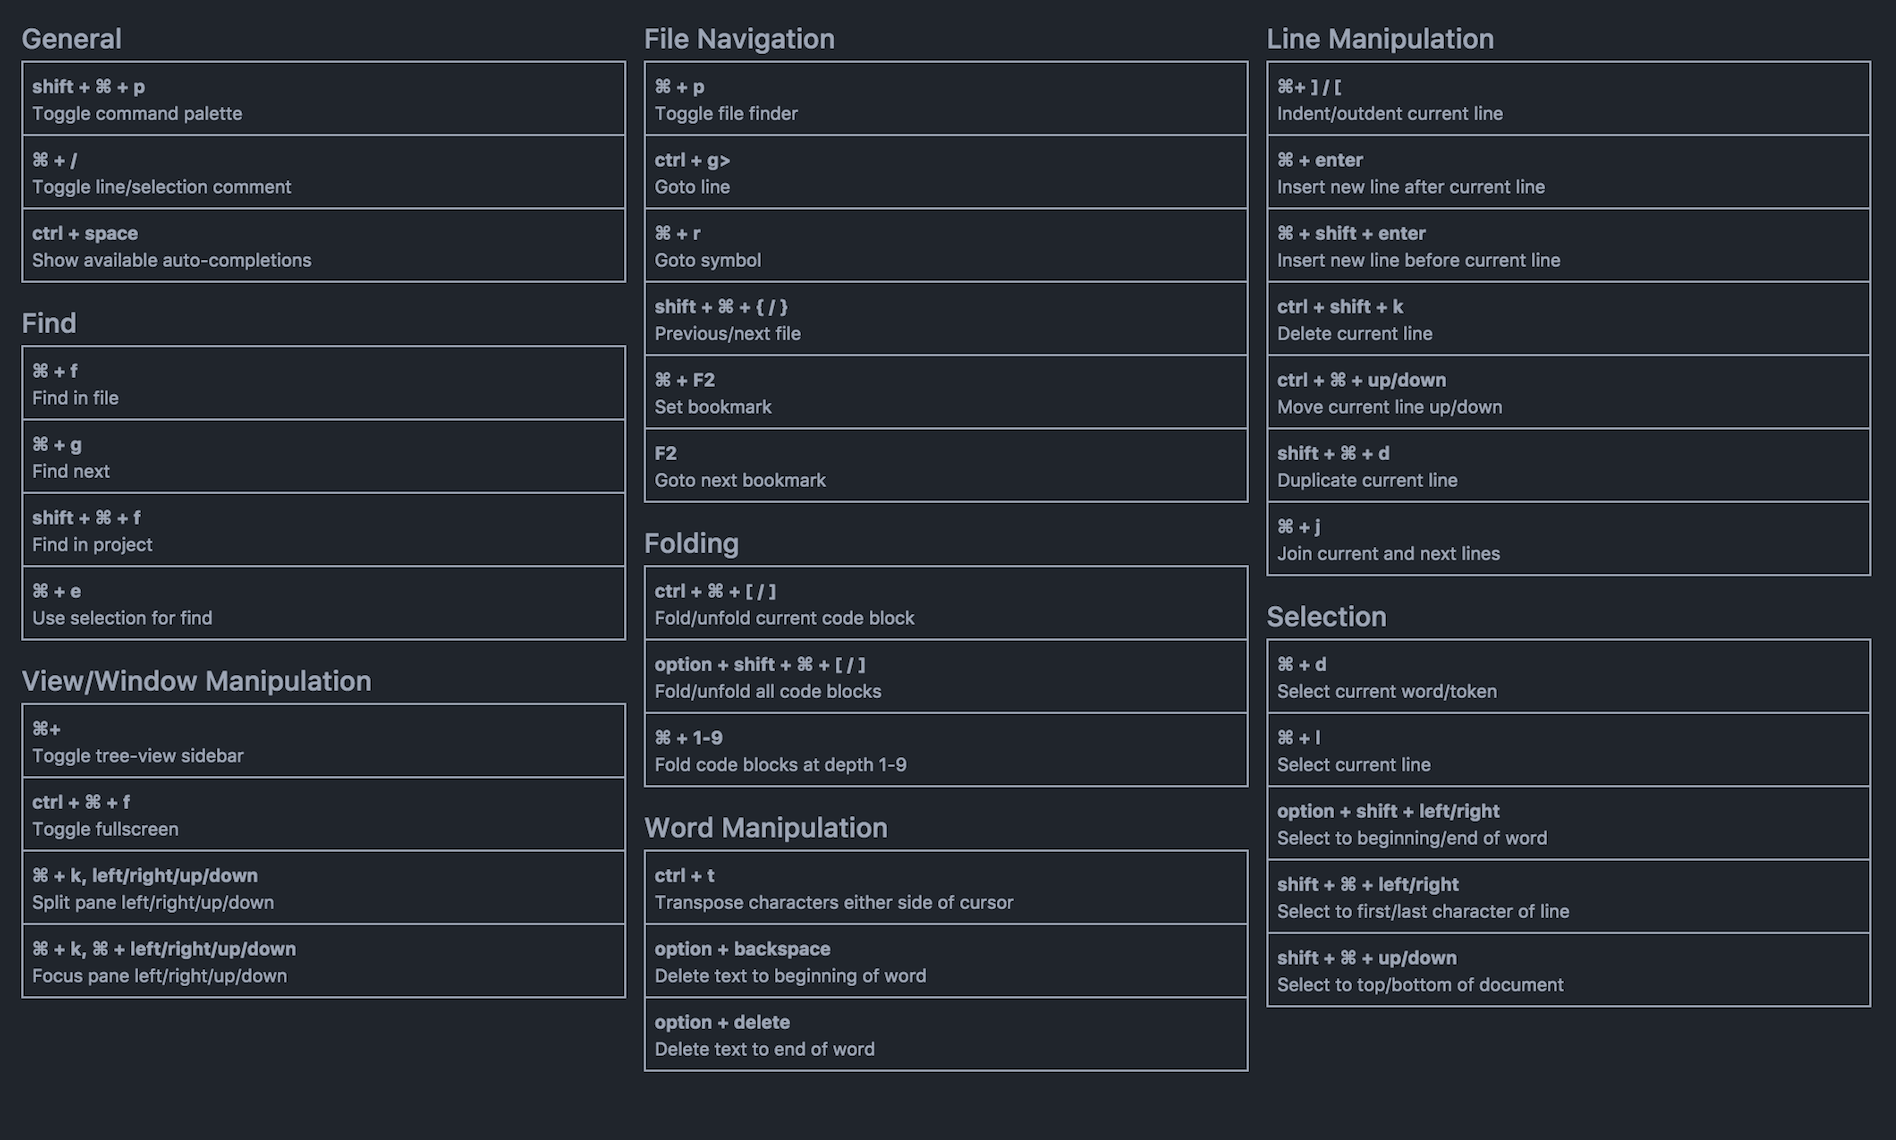 General
shift + ⌘ + p
Toggle command palette
⌘ + /
Toggle line/selection comment
ctrl + space
Show available auto-completions
Find
⌘ + f
Find in file
⌘ + g
Find next
shift + ⌘ + f
Find in project
⌘ + e
Use selection for find
View/Window Manipulation
⌘+
Toggle tree-view sidebar
ctrl + ⌘ + f
Toggle fullscreen
⌘ + k, left/right/up/down
Split pane left/right/up/down
⌘ + k, ⌘ + left/right/up/down
Focus pane left/right/up/down
File Navigation
⌘ + p
Toggle file finder
ctrl + g>
Goto line
⌘ + r
Goto symbol
shift + ⌘ + { / }
Previous/next file
⌘ + F2
Set bookmark
F2
Goto next bookmark
Folding
ctrl + ⌘ + [ / ]
Fold/unfold current code block
option + shift + ⌘ + [ / ]
Fold/unfold all code blocks
⌘ + 1-9
Fold code blocks at depth 1-9
Word Manipulation
ctrl + t
Transpose characters either side of cursor
option + backspace
Delete text to beginning of word
option + delete
Delete text to end of word
Line Manipulation
⌘+ ] / [
Indent/outdent current line
⌘ + enter
Insert new line after current line
⌘ + shift + enter
Insert new line before current line
ctrl + shift + k
Delete current line
ctrl + ⌘ + up/down
Move current line up/down
shift + ⌘ + d
Duplicate current line
⌘ + j
Join current and next lines
Selection
⌘ + d
Select current word/token
⌘ + l
Select current line
option + shift + left/right
Select to beginning/end of word
shift + ⌘ + left/right
Select to first/last character of line
shift + ⌘ + up/down
Select to top/bottom of document